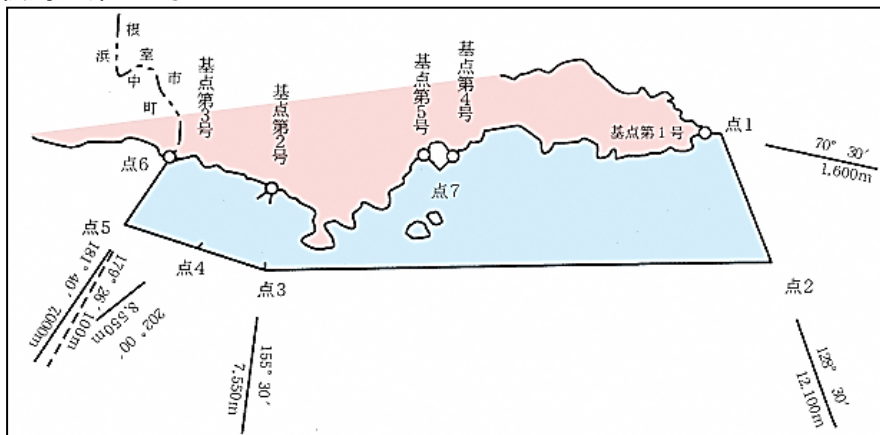 根
室
市
浜
中
町
基点第3号
基点第2号
基点第5号
基点第4号
基点第1号
点1
点6
点7
点5
点4
点3
点2
70° 30′
1.600m
181° 40′ 7000m
179° 26′ 100m
202° 00′
8.550m
155° 30′
7.550m
128° 30′
12.100m